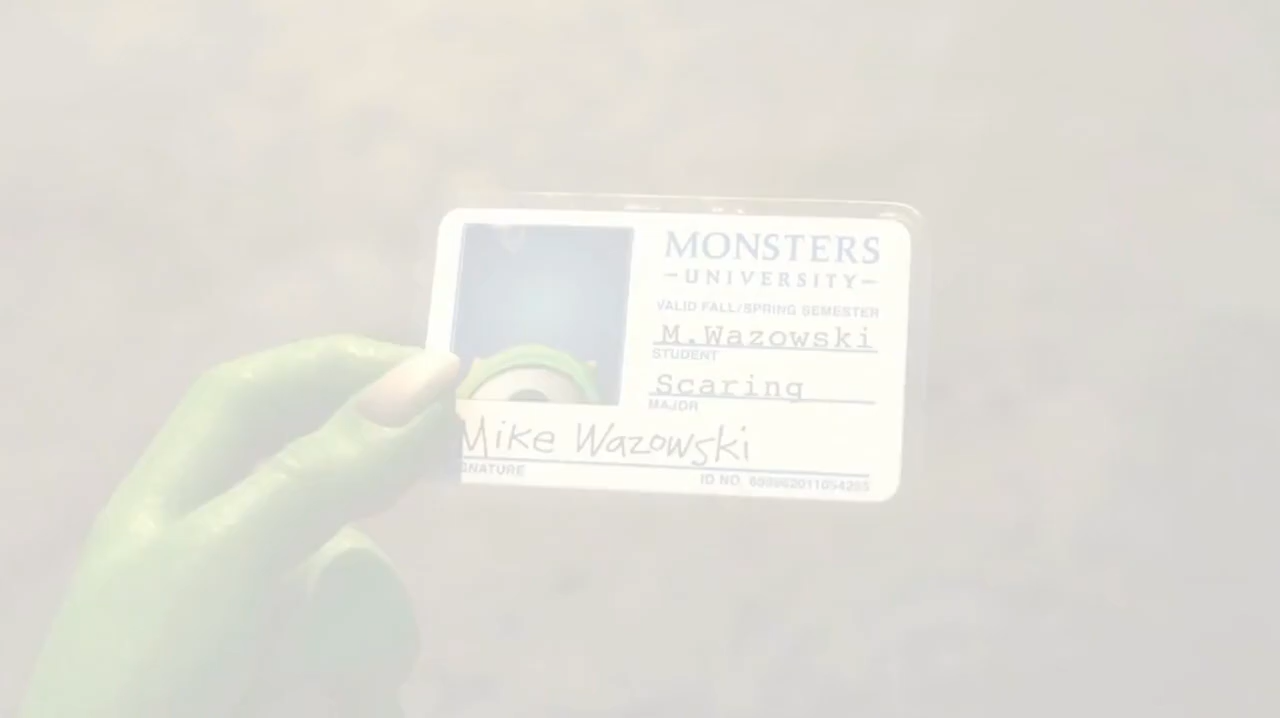 MONSTERS
-UNIVERSITY-
VALID FALL/SPRING SEMESTER
M.Wazowski
STUDENT
Scaring
MAJOR
Mike Wazowski
GNATURE
ID NO.